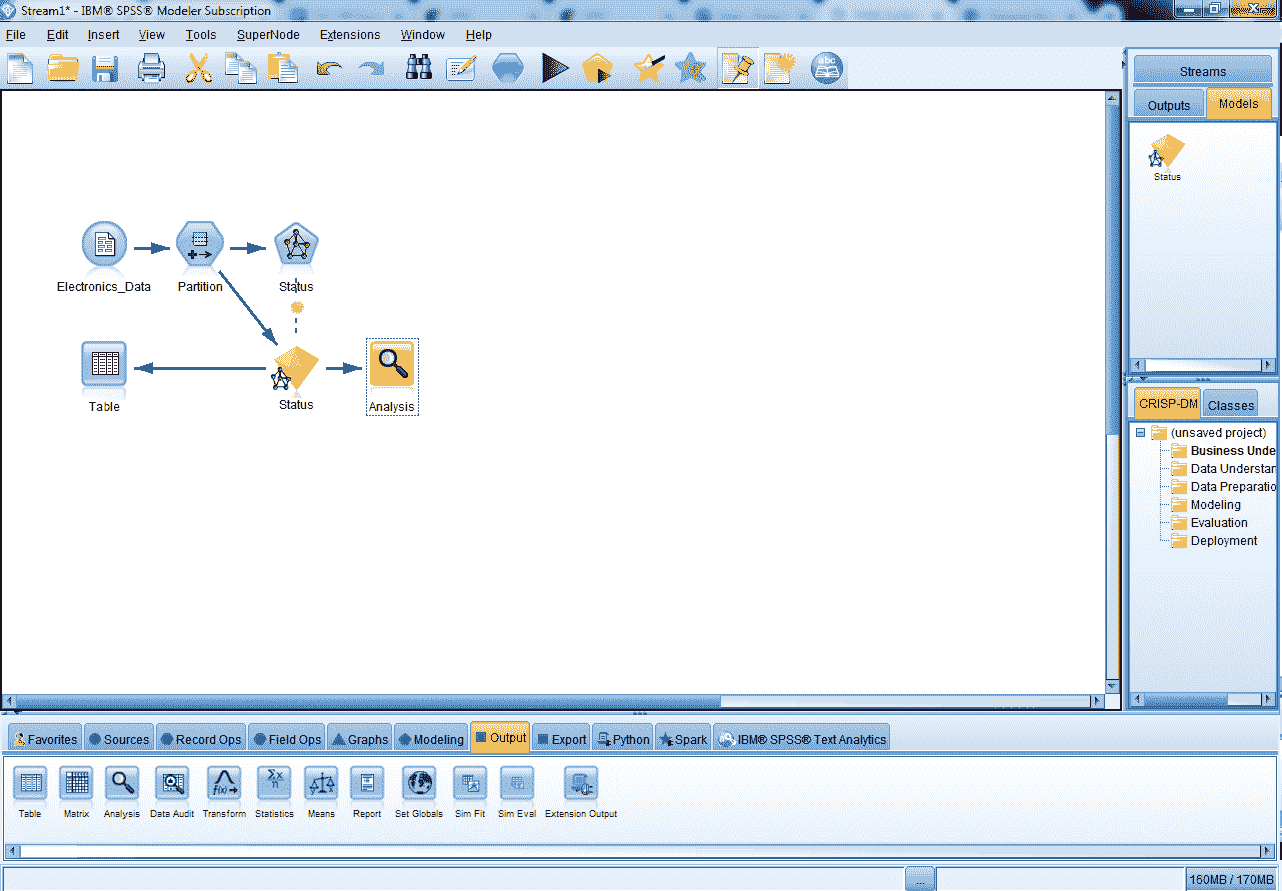 Stream1* - IBM® SPSS® Modeler Subscription
File Edit Insert View Tools SuperNode Extensions Window Help
abc
Streams
Outputs Models
Status
Electronics_Data Partition Status
Table Status Analysis
CRISP-DM Classes
(unsaved project)
Business Unde
Data Understan
Data Preparatio
Modeling
Evaluation
Deployment
Favorites Sources Record Ops Field Ops Graphs Modeling Output Export Python Spark IBM® SPSS® Text Analytics
Σx
n
f(x)
Table Matrix Analysis Data Audit Transform Statistics Means Report Set Globals Sim Fit Sim Eval Extension Output
... 160MB / 170MB